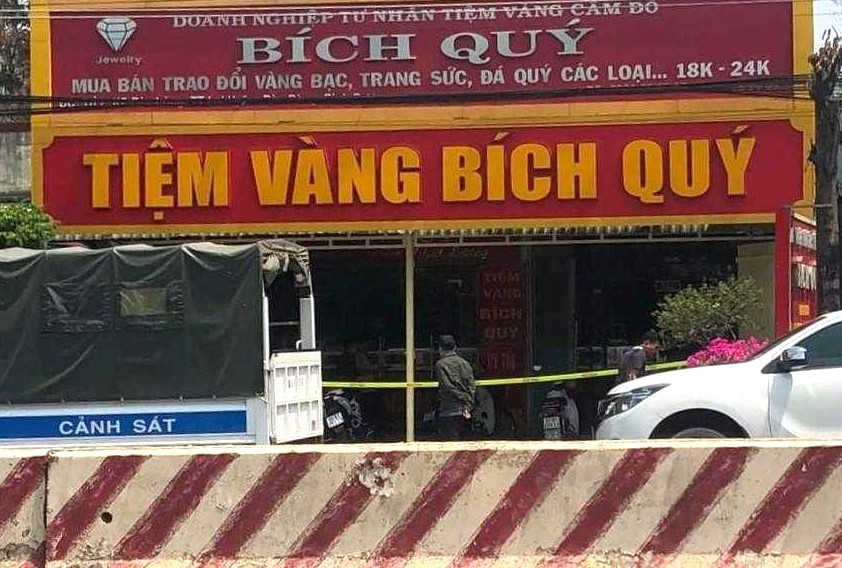 DOANH NGHIỆP TƯ NHÂN TIỆM VÀNG CẦM ĐỒ
Jewelry
BÍCH QUÝ
MUA BÁN TRAO ĐỔI VÀNG BẠC, TRANG SỨC, ĐÁ QUÝ CÁC LOẠI... 18K - 24K
TIỆM VÀNG BÍCH QUÝ
TIỆM
VÀNG
BÍCH
QUÝ
CẢNH SÁT